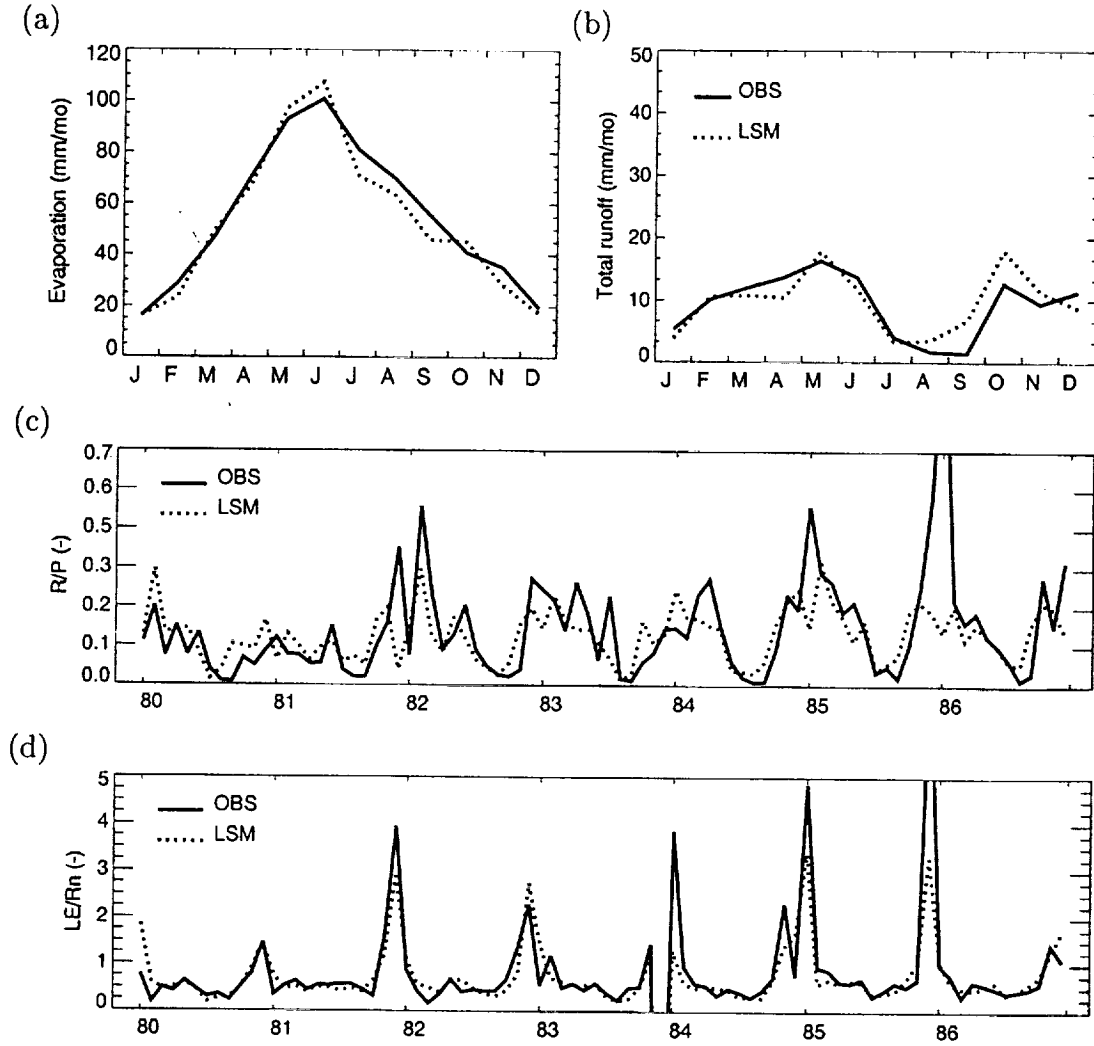 (a)
Evaporation (mm/mo)
120
100
80
60
40
20
0
J F M A M J J A S O N D
(b)
Total runoff (mm/mo)
50
40
30
20
10
0
OBS
LSM
J F M A M J J A S O N D
(c)
R/P (-)
0.7
0.6
0.5
0.3
0.2
0.1
0.0
OBS
LSM
80 81 82 83 84 85 86
(d)
LE/Rn (-)
5
4
3
2
1
0
OBS
LSM
80 81 82 83 84 85 86